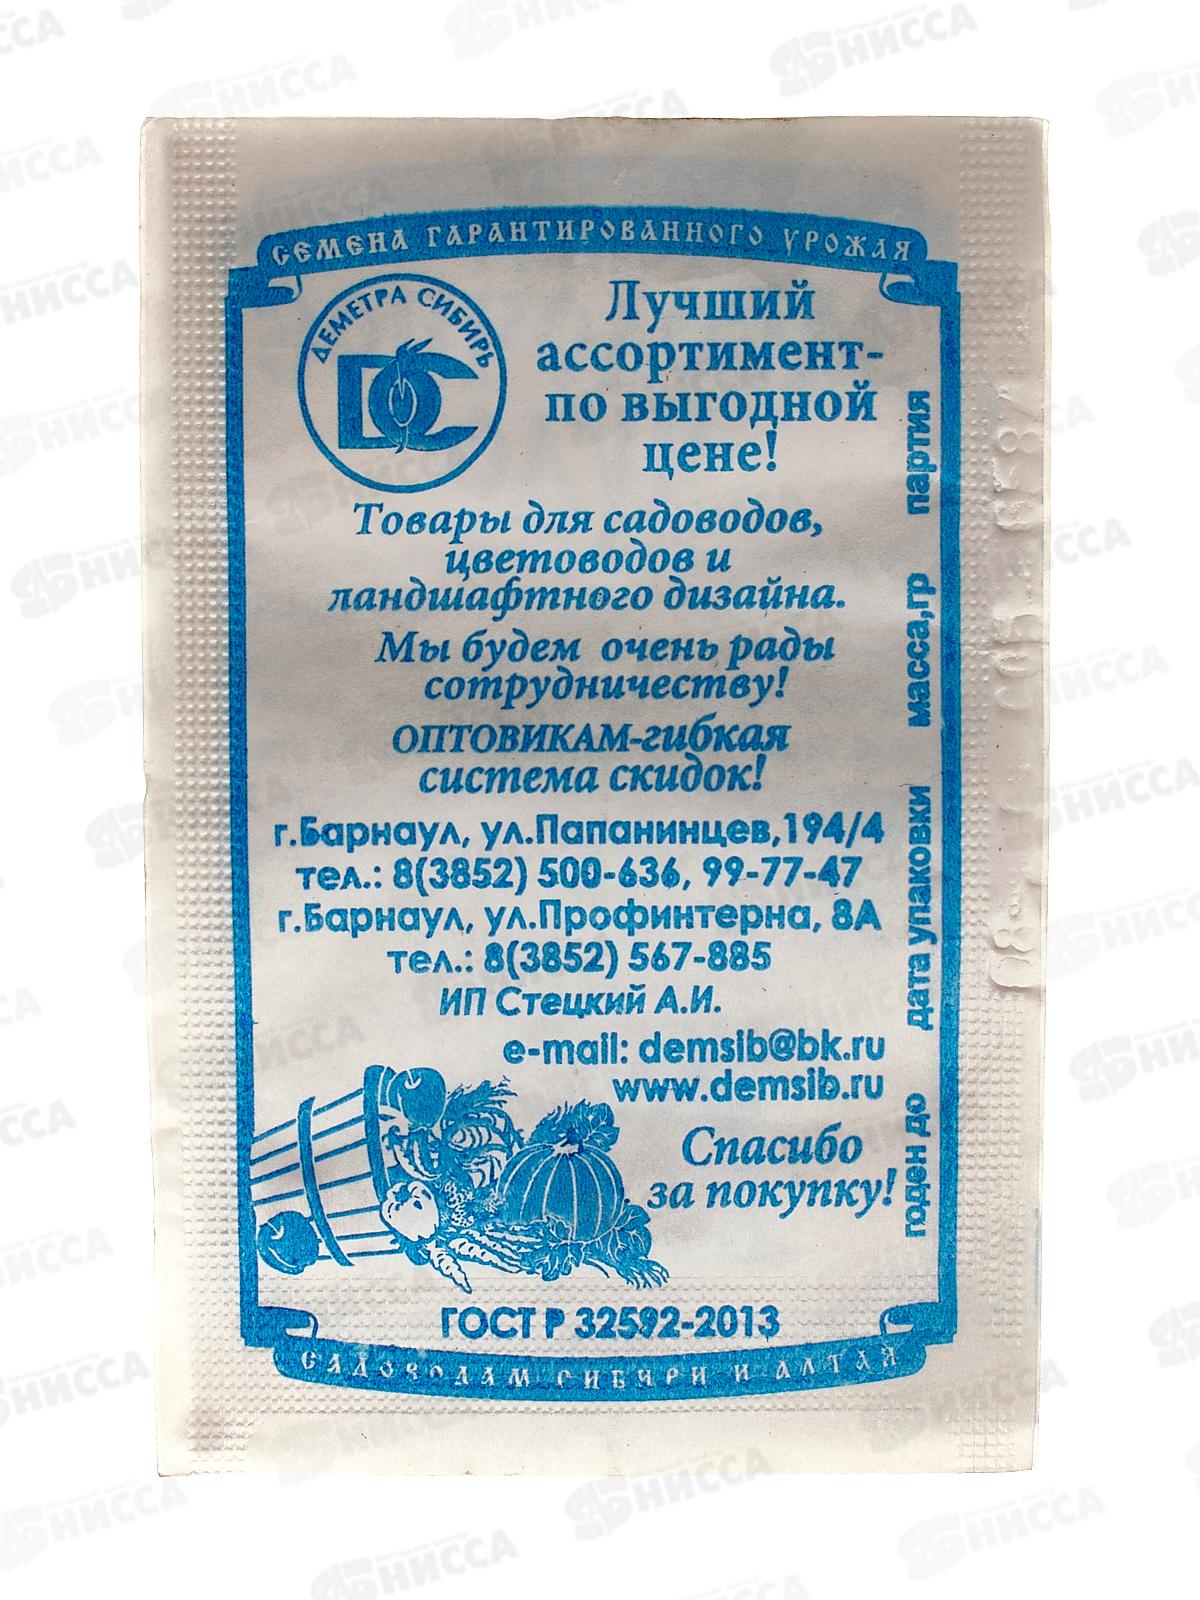 СЕМЕНА ГАРАНТИРОВАННОГО УРОЖАЯ
ДЕМЕТРА СИБИРЬ
DC
Лучший
ассортимент-
по выгодной
цене!
Товары для садоводов,
цветоводов и
ландшафтного дизайна.
Мы будем очень рады
сотрудничеству!
ОПТОВИКАМ-гибкая
система скидок!
г.Барнаул, ул.Папанинцев,194/4
тел.: 8(3852) 500-636, 99-77-47
г.Барнаул, ул.Профинтерна, 8А
тел.: 8(3852) 567-885
ИП Стецкий А.И.
e-mail: demsib@bk.ru
www.demsib.ru
Спасибо
за покупку!
ГОСТ Р 32592-2013
САДОВОДАМ СИБИРИ И АЛТАЯ
годен до дата упаковки масса,гр партия